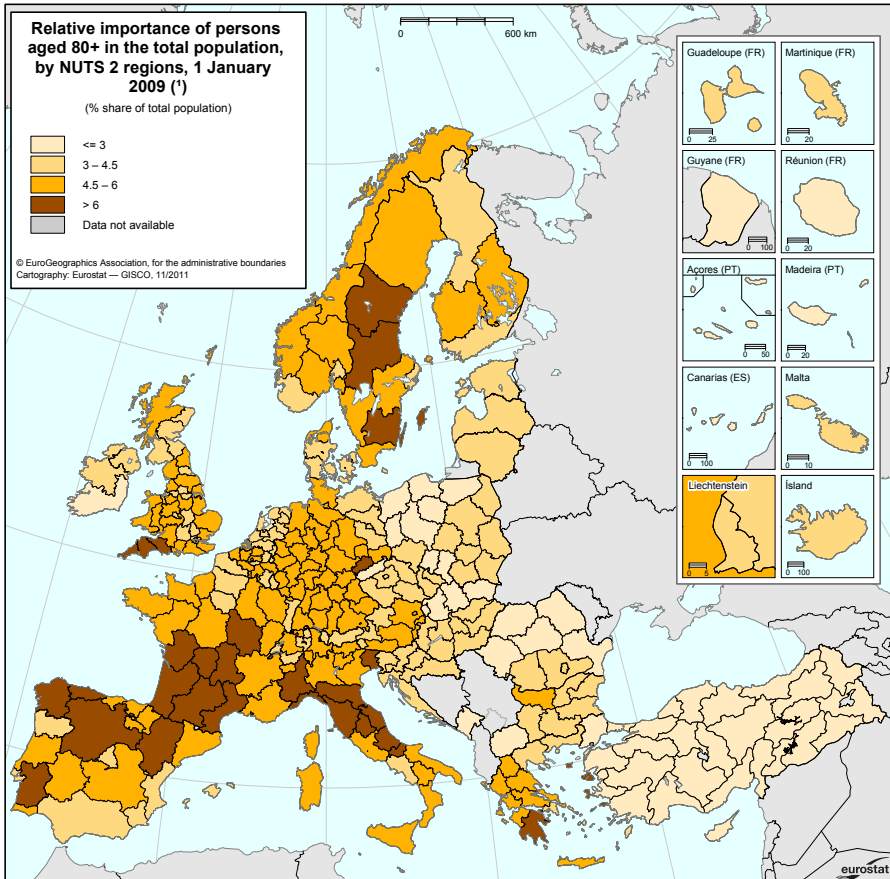 Relative importance of persons
aged 80+ in the total population,
by NUTS 2 regions, 1 January
2009 (¹)
(% share of total population)
<= 3
3 – 4.5
4.5 – 6
> 6
Data not available
© EuroGeographics Association, for the administrative boundaries
Cartography: Eurostat — GISCO, 11/2011
0 600 km
Guadeloupe (FR)
0 25
Martinique (FR)
0 20
Guyane (FR)
0 100
Réunion (FR)
0 20
Açores (PT)
0 50
Madeira (PT)
0 20
Canarias (ES)
0 100
Malta
0 10
Liechtenstein
0 5
Ísland
0 100
eurostat